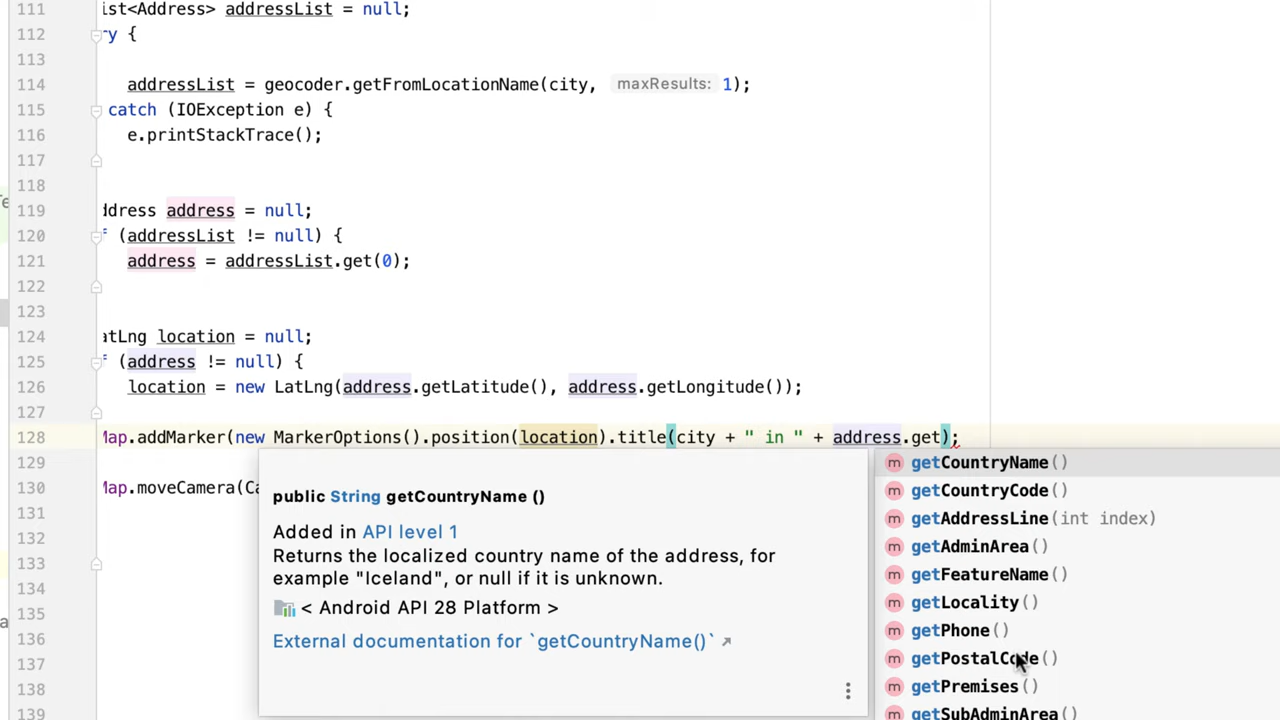 111 ist<Address> addressList = null;
112 ry {
113
114 addressList = geocoder.getFromLocationName(city, maxResults: 1);
115 catch (IOException e) {
116 e.printStackTrace();
117
118
119 ddress address = null;
120 f (addressList != null) {
121 address = addressList.get(0);
122
123
124 atLng location = null;
125 f (address != null) {
126 location = new LatLng(address.getLatitude(), address.getLongitude());
127
128 Map.addMarker(new MarkerOptions().position(location).title(city + " in " + address.get);
129
130 Map.moveCamera(Ca
131
132
133
134
135
136
137
138
139
public String getCountryName ()
Added in API level 1
Returns the localized country name of the address, for
example "Iceland", or null if it is unknown.
< Android API 28 Platform >
External documentation for `getCountryName()` ↗
m getCountryName()
m getCountryCode()
m getAddressLine(int index)
m getAdminArea()
m getFeatureName()
m getLocality()
m getPhone()
m getPostalCode()
m getPremises()
m getSubAdminArea()